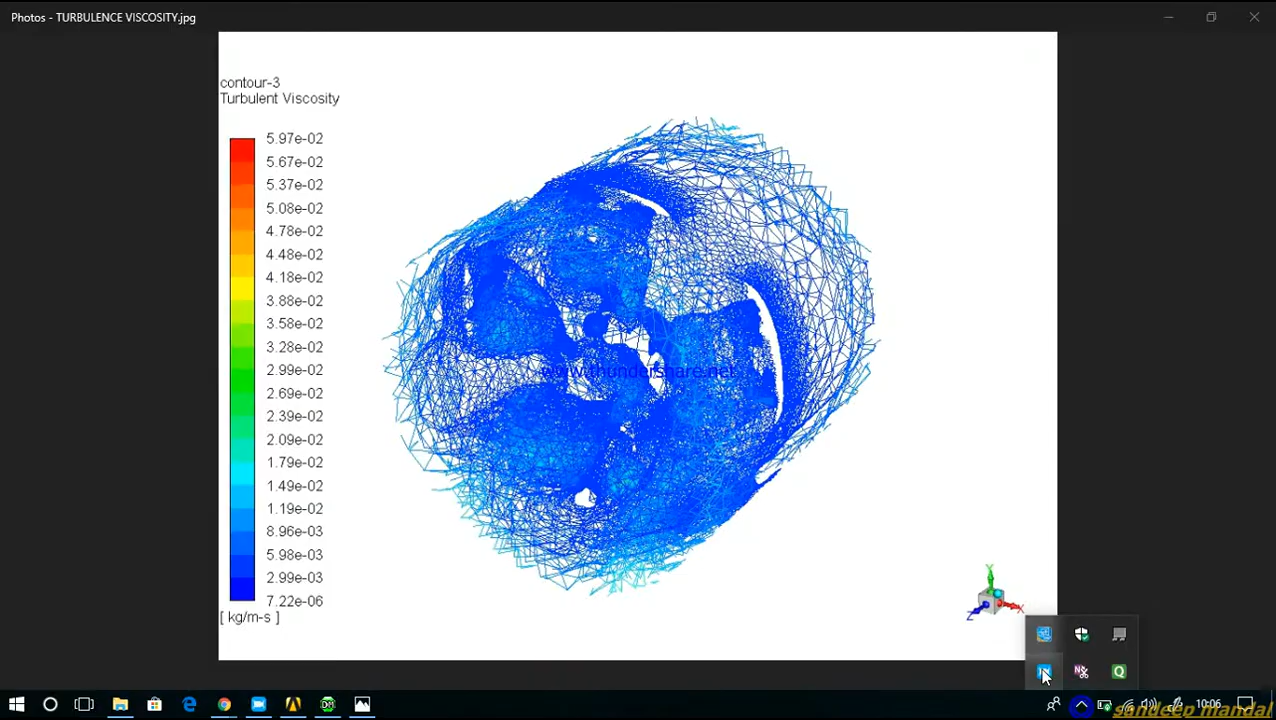 Photos - TURBULENCE VISCOSITY.jpg
contour-3
Turbulent Viscosity
5.97e-02
5.67e-02
5.37e-02
5.08e-02
4.78e-02
4.48e-02
4.18e-02
3.88e-02
3.58e-02
3.28e-02
2.99e-02
2.69e-02
2.39e-02
2.09e-02
1.79e-02
1.49e-02
1.19e-02
8.96e-03
5.98e-03
2.99e-03
7.22e-06
[ kg/m-s ]
www.thundershare.net
Y
X
Z
N
Q
DM
10:06
sandeep mandal